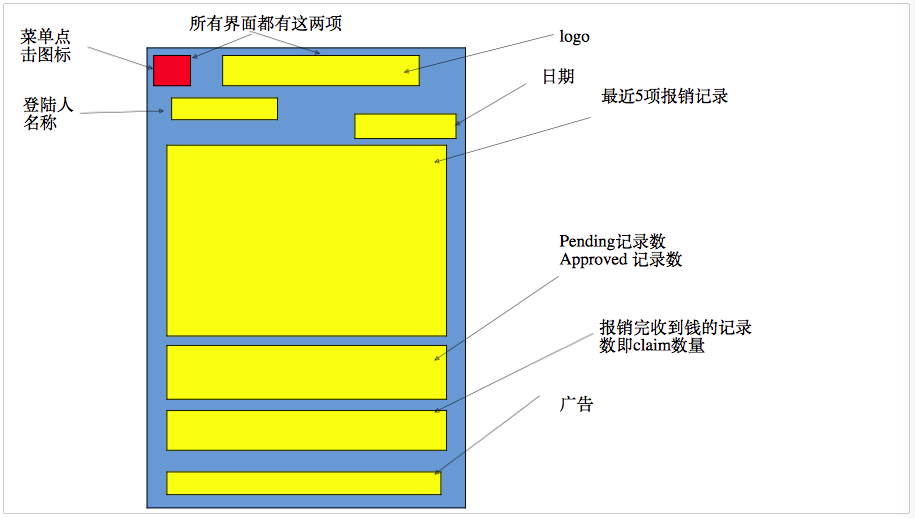 所有界面都有这两项
菜单点
击图标
logo
日期
登陆人
名称
最近5项报销记录
Pending记录数
Approved 记录数
报销完收到钱的记录
数即claim数量
广告